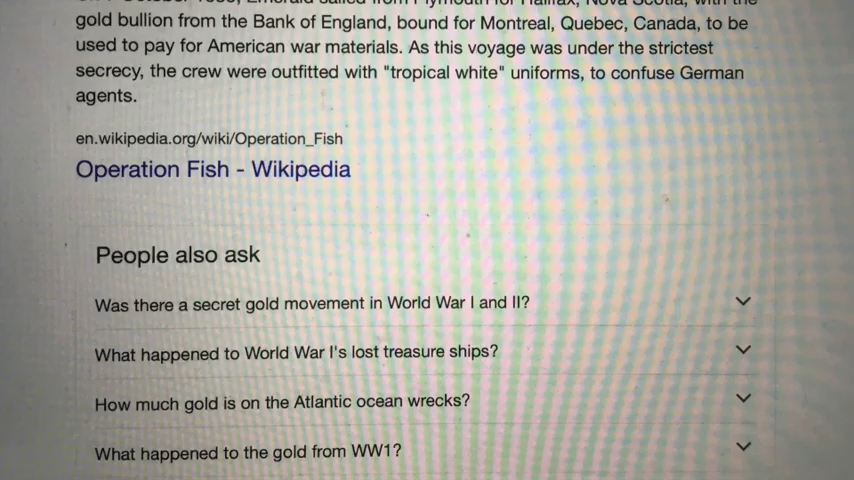 gold bullion from the Bank of England, bound for Montreal, Quebec, Canada, to be
used to pay for American war materials. As this voyage was under the strictest
secrecy, the crew were outfitted with "tropical white" uniforms, to confuse German
agents.
en.wikipedia.org/wiki/Operation_Fish
Operation Fish - Wikipedia
People also ask
Was there a secret gold movement in World War I and II?
What happened to World War I's lost treasure ships?
How much gold is on the Atlantic ocean wrecks?
What happened to the gold from WW1?